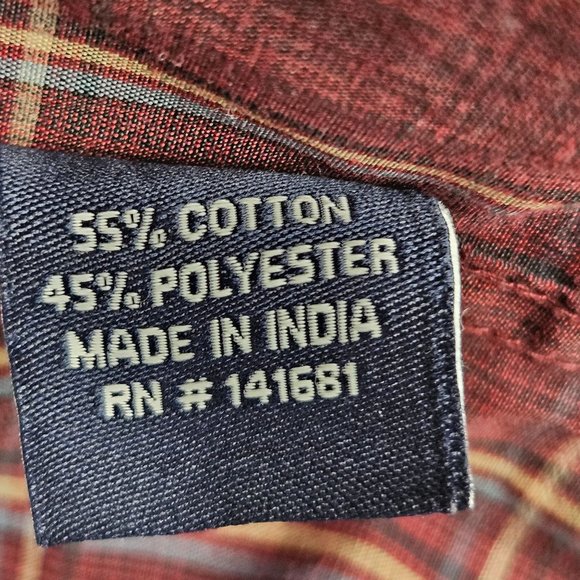 55% COTTON
45% POLYESTER
MADE IN INDIA
RN # 141681